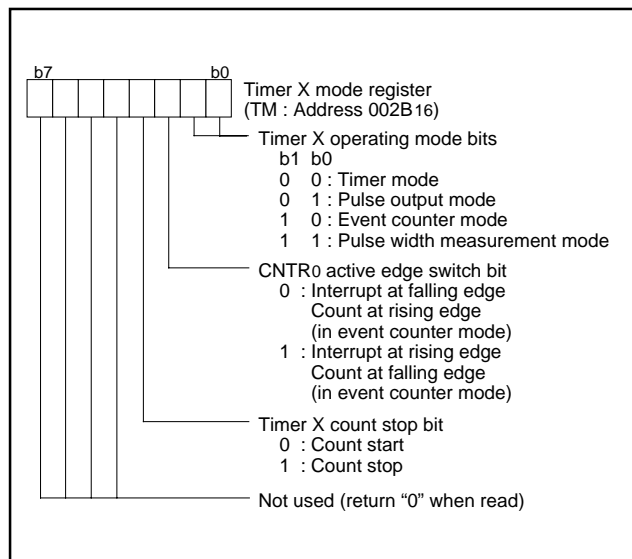 b7 b0
Timer X mode register
(TM : Address 002B16)
Timer X operating mode bits
b1 b0
0 0 : Timer mode
0 1 : Pulse output mode
1 0 : Event counter mode
1 1 : Pulse width measurement mode
CNTR0 active edge switch bit
0 : Interrupt at falling edge
Count at rising edge
(in event counter mode)
1 : Interrupt at rising edge
Count at falling edge
(in event counter mode)
Timer X count stop bit
0 : Count start
1 : Count stop
Not used (return “0” when read)